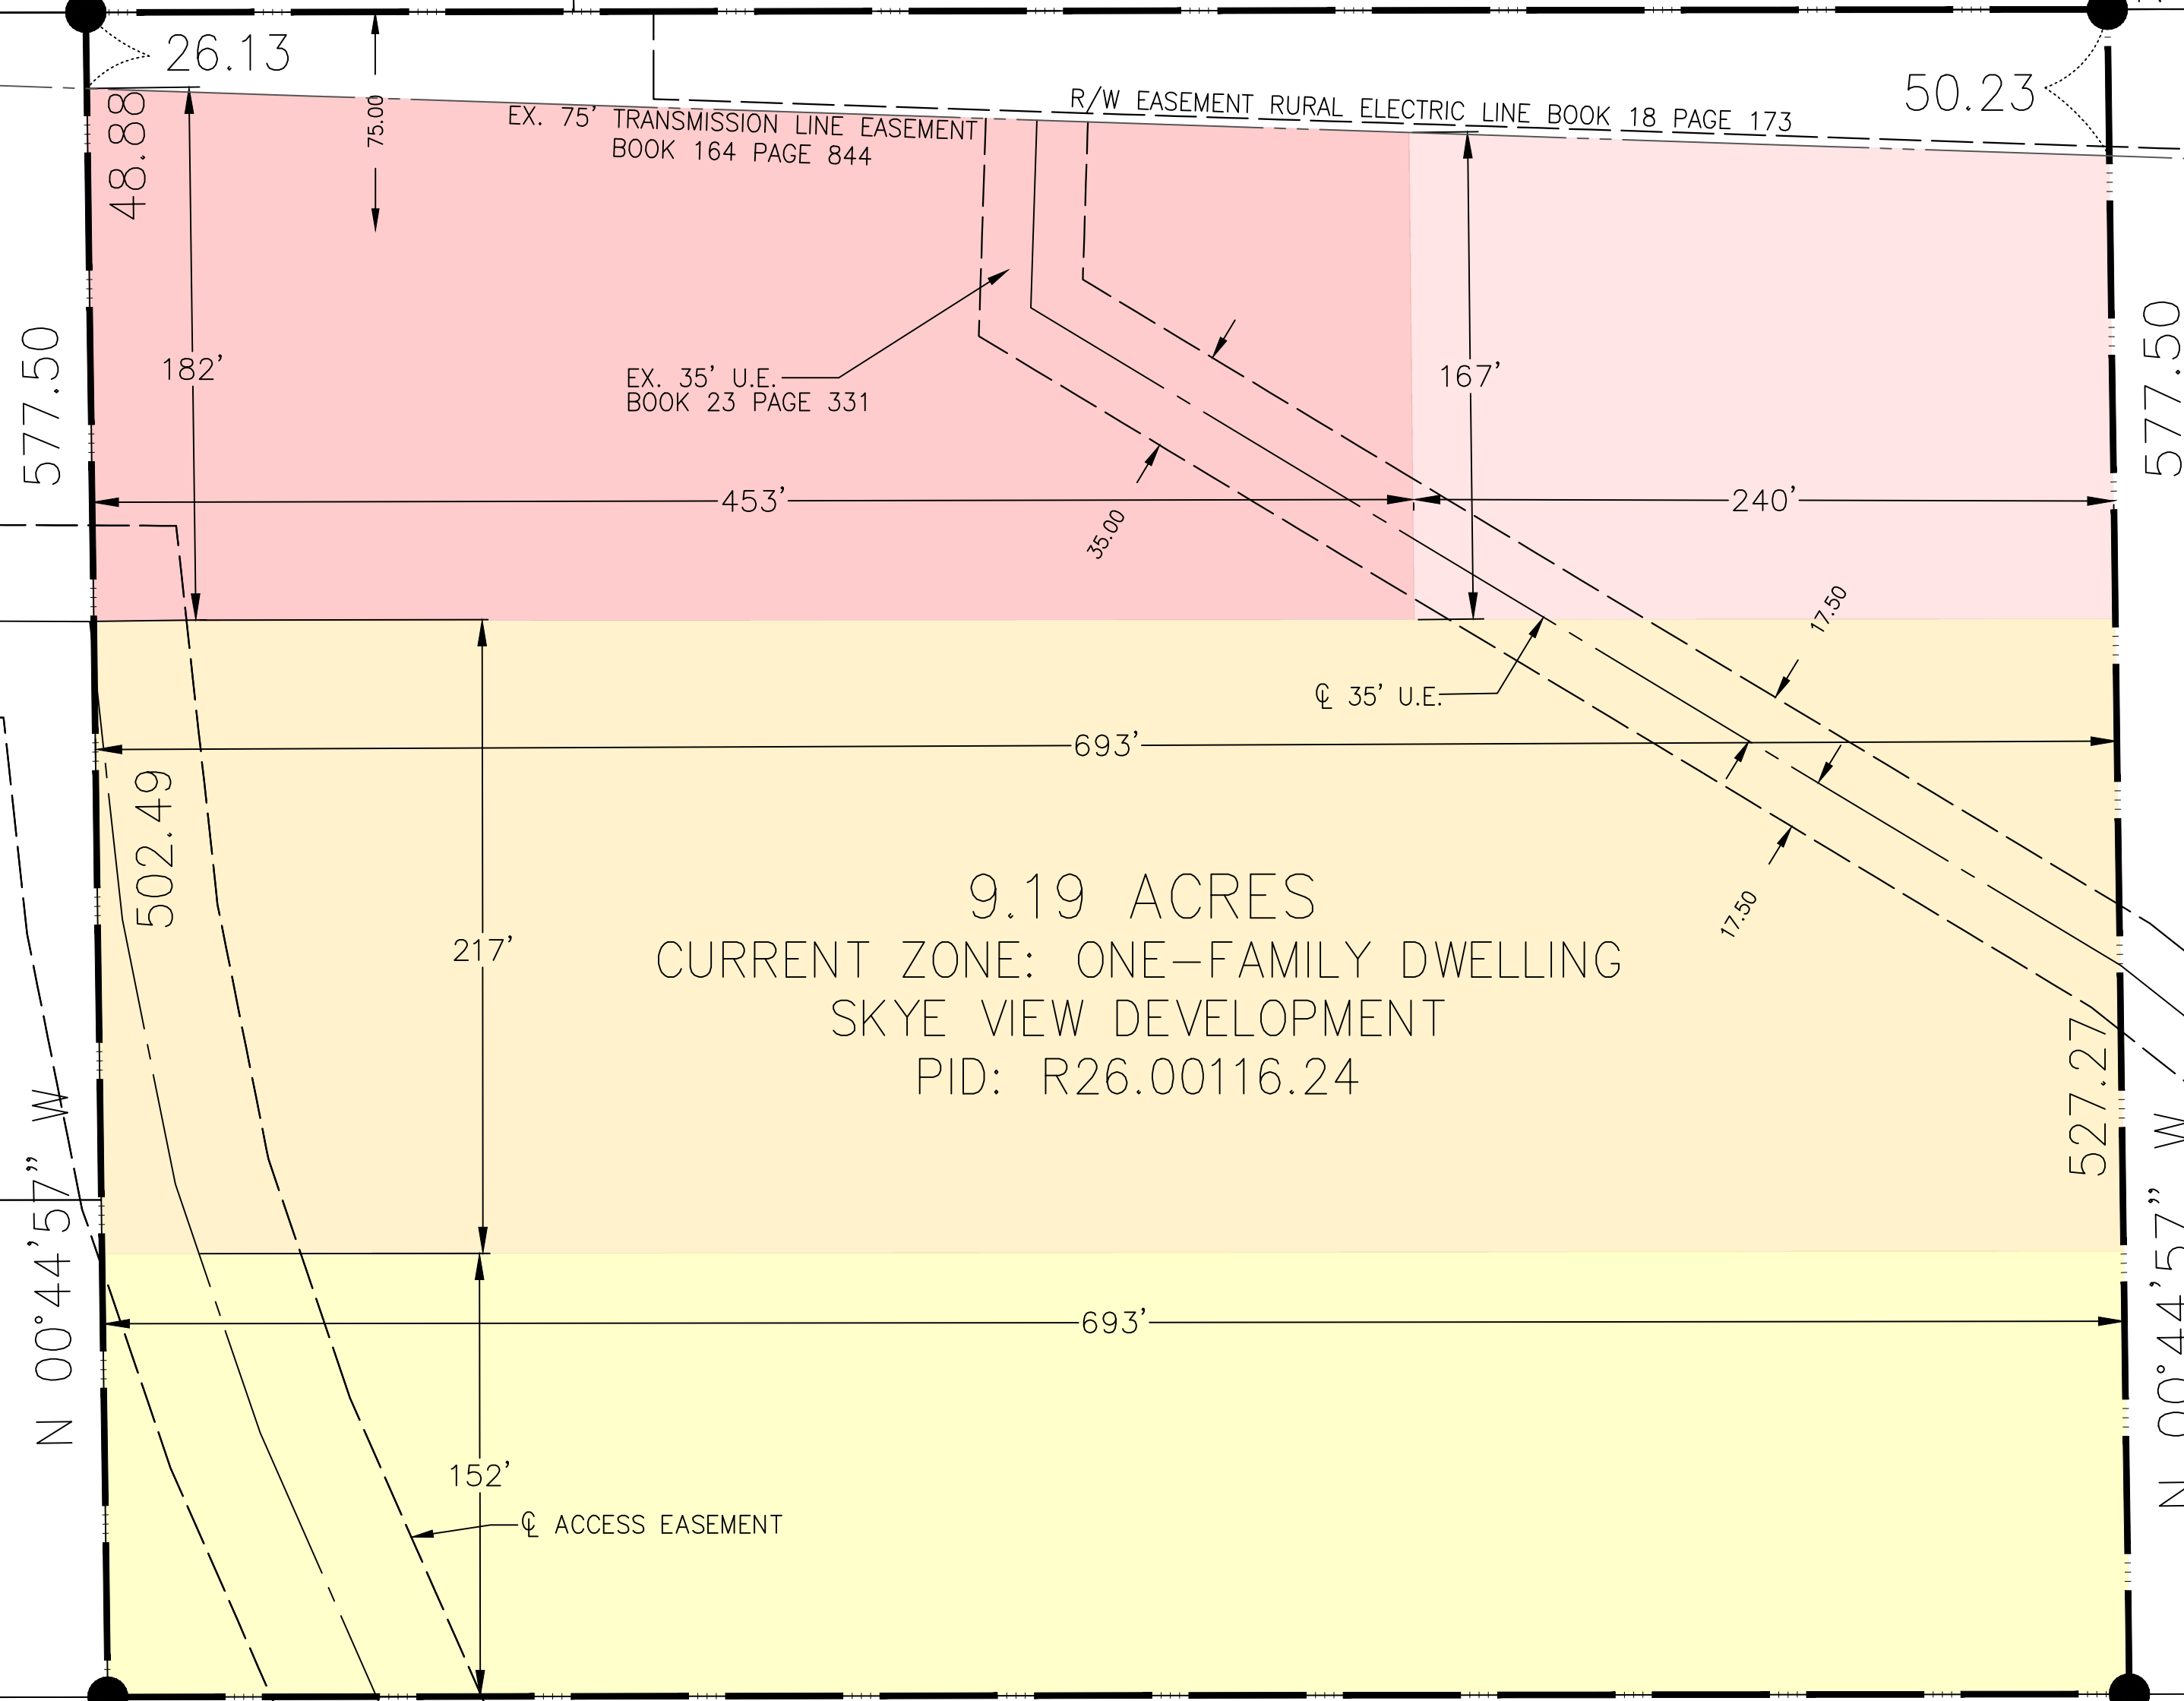 26.13
50.23
48.88
75.00
EX. 75' TRANSMISSION LINE EASEMENT
BOOK 164 PAGE 844
R/W EASEMENT RURAL ELECTRIC LINE BOOK 18 PAGE 173
577.50
577.50
182'
EX. 35' U.E.
BOOK 23 PAGE 331
167'
453'
240'
35.00
17.50
℄ 35' U.E.
693'
502.49
17.50
217'
9.19 ACRES
CURRENT ZONE: ONE-FAMILY DWELLING
SKYE VIEW DEVELOPMENT
PID: R26.00116.24
527.27
N 00°44'57" W
N 00°44'57" W
693'
152'
℄ ACCESS EASEMENT